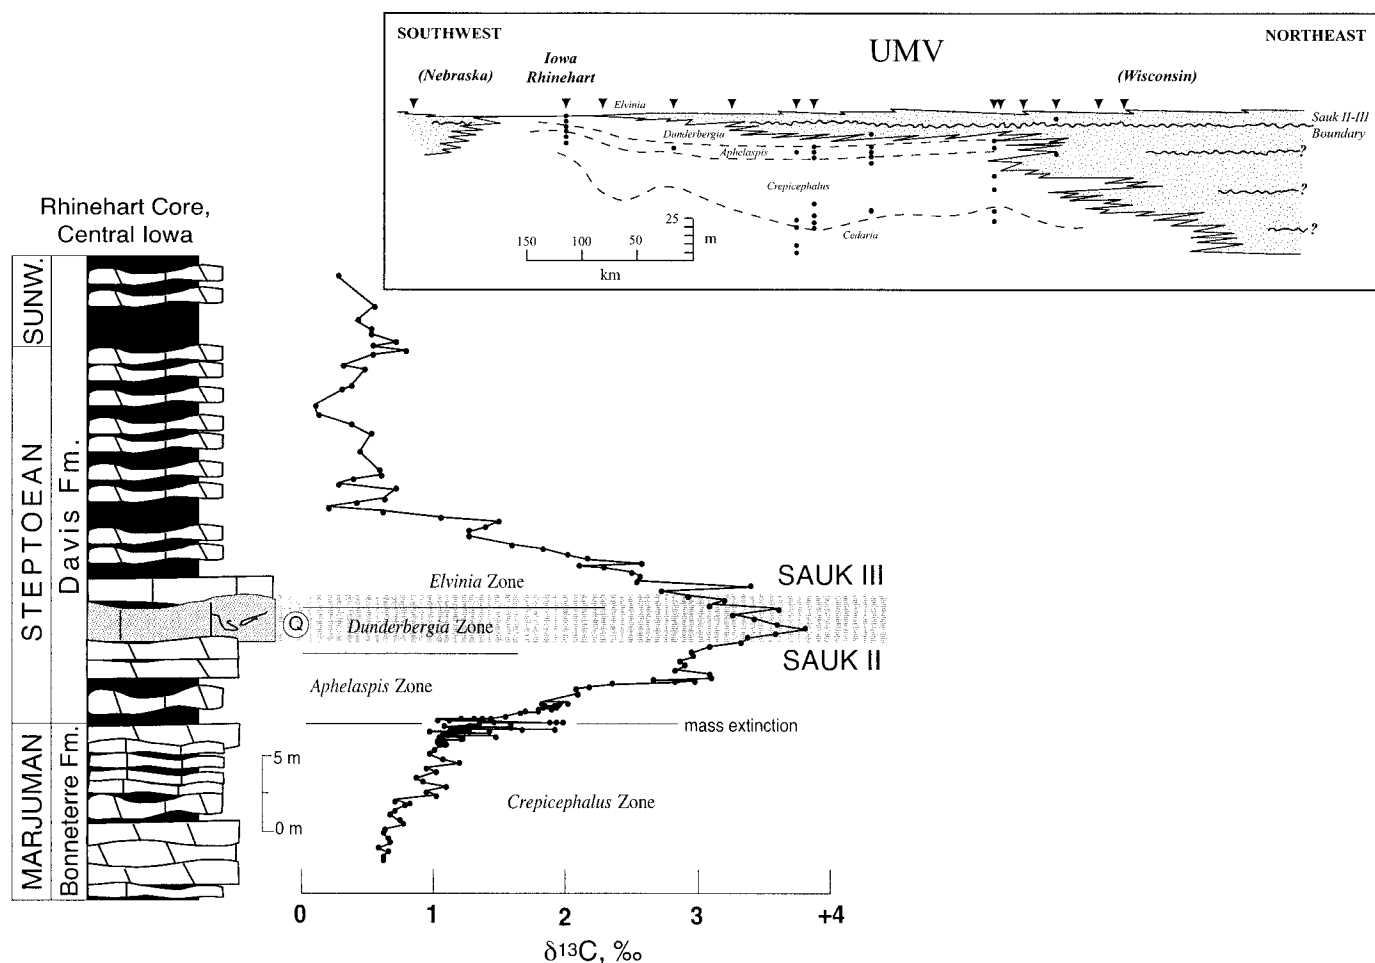 SOUTHWEST
UMV
NORTHEAST
(Nebraska)
Iowa
Rhinehart
(Wisconsin)
Elvinia
Dunderbergia
Aphelaspis
Crepicephalus
Cedaria
Sauk II-III
Boundary
?
?
?
25
m
150 100 50 0
km
Rhinehart Core,
Central Iowa
SUNW.
STEPTOEAN
MARJUMAN
Davis Fm.
Bonneterre Fm.
Elvinia Zone
SAUK III
Q
Dunderbergia Zone
SAUK II
Aphelaspis Zone
mass extinction
5 m
Crepicephalus Zone
0 m
0 1 2 3 +4
δ13C, ‰